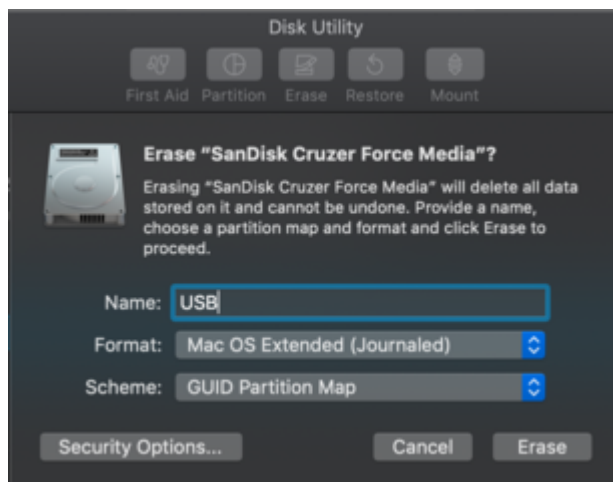 Disk Utility
First Aid Partition Erase Restore Mount
Erase “SanDisk Cruzer Force Media”?
Erasing “SanDisk Cruzer Force Media” will delete all data
stored on it and cannot be undone. Provide a name,
choose a partition map and format and click Erase to
proceed.
Name: USB
Format: Mac OS Extended (Journaled)
Scheme: GUID Partition Map
Security Options... Cancel Erase